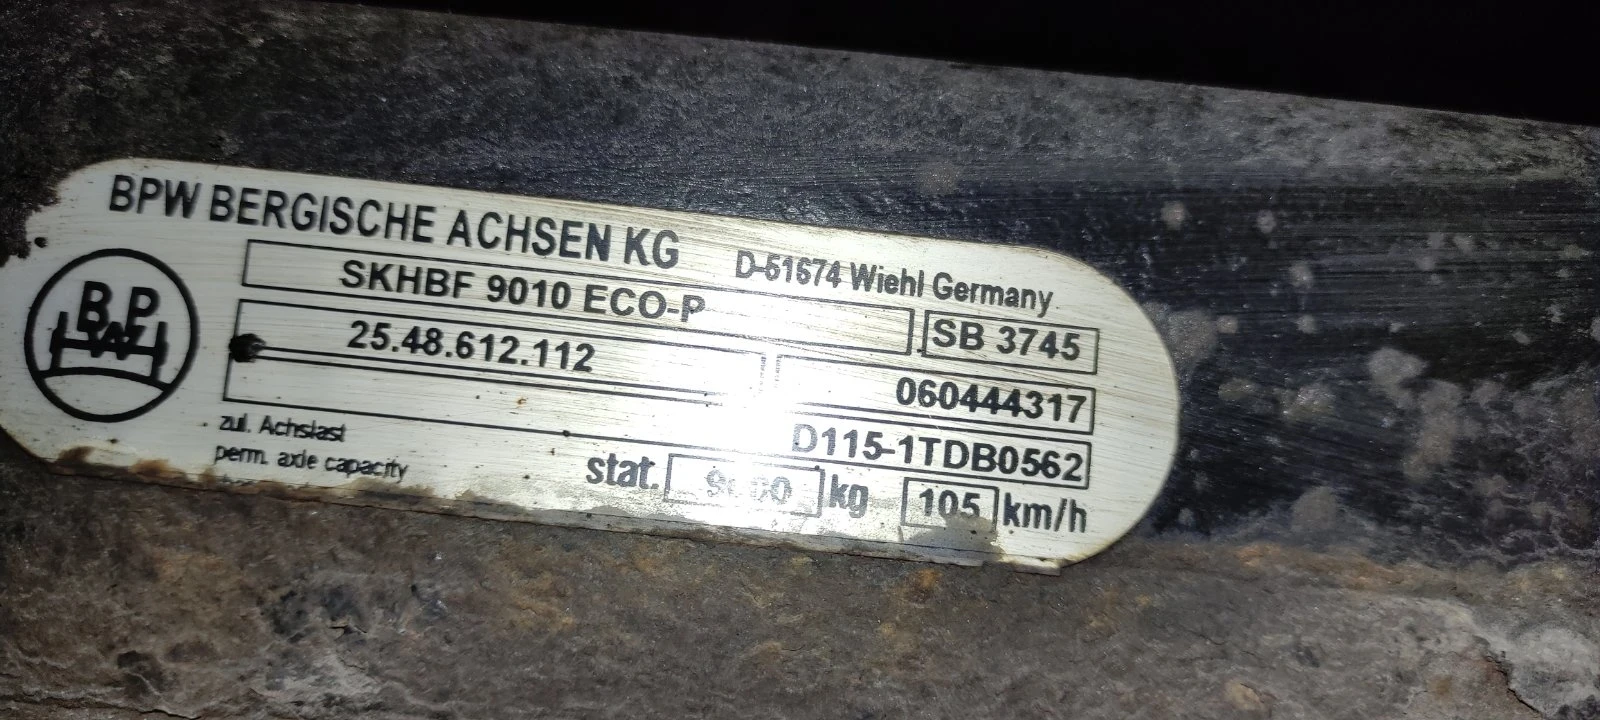 BPW BERGISCHE ACHSEN KG D-51674 Wiehl Germany
BPW
SKHBF 9010 ECO-P SB 3745
25.48.612.112 060444317
D115-1TDB0562
zul. Achslast
perm. axle capacity stat. kg 105 km/h